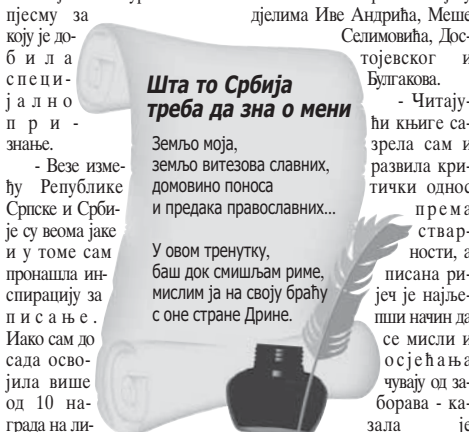 пјесму за
коју је до-
била
специ-
јално
при-
знање.
- Везе изме-
ђу Републике
Српске и Срби-
је су веома јаке
и у томе сам
пронашла ин-
спирацију за
писање.
Иако сам до
сада осво-
јила више
од 10 на-
града на ли-
Шта то Србија
треба да зна о мени
Земљо моја,
земљо витезова славних,
домовино поноса
и предака православних...
У овом тренутку,
баш док смишљам риме,
мислим ја на своју браћу
с оне стране Дрине.
дјелима Иве Андрића, Меше
Селимовића, Дос-
тојевског и
Булгакова.
- Читају-
ћи књиге са-
зрела сам и
развила кри-
тички однос
према
ствар-
ности, а
писана ри-
јеч је најље-
пши начин да
се мисли и
осјећања
чувају од за-
борава - ка-
зала је